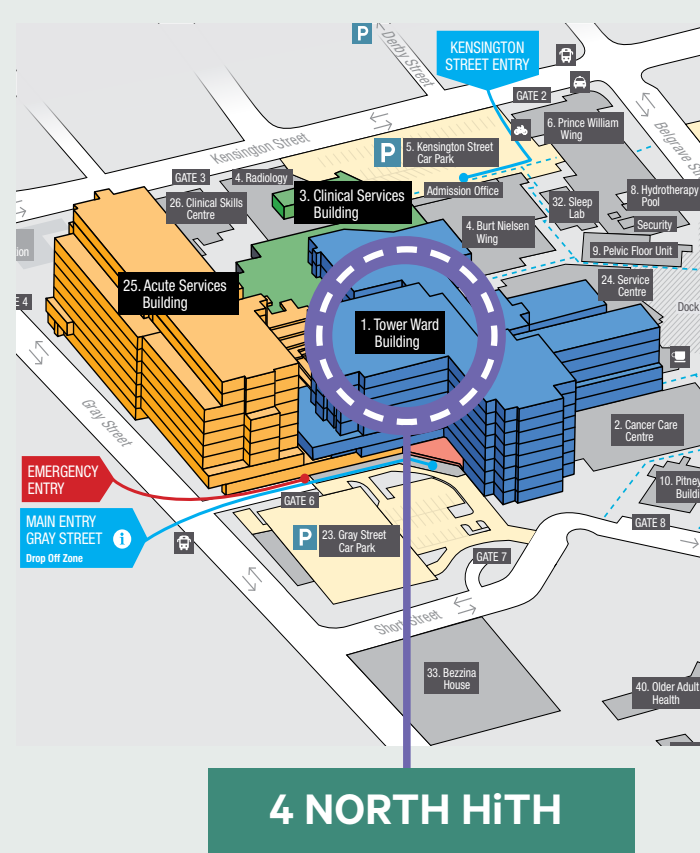 P
Derby Street
KENSINGTON
STREET ENTRY
GATE 2
Kensington Street
P
5. Kensington Street
Car Park
6. Prince William
Wing
GATE 3
4. Radiology
Admission Office
26. Clinical Skills
Centre
3. Clinical Services
Building
32. Sleep
Lab
8. Hydrotherapy
Pool
Security
4. Burt Nielsen
Wing
9. Pelvic Floor Unit
25. Acute Services
Building
24. Service
Centre
Dock
1. Tower Ward
Building
Gray Street
2. Cancer Care
Centre
EMERGENCY
ENTRY
GATE 6
MAIN ENTRY
GRAY STREET
i
Drop Off Zone
P
23. Gray Street
Car Park
GATE 7
GATE 8
Short Street
33. Bezzina
House
40. Older Adult
Health
4 NORTH HiTH